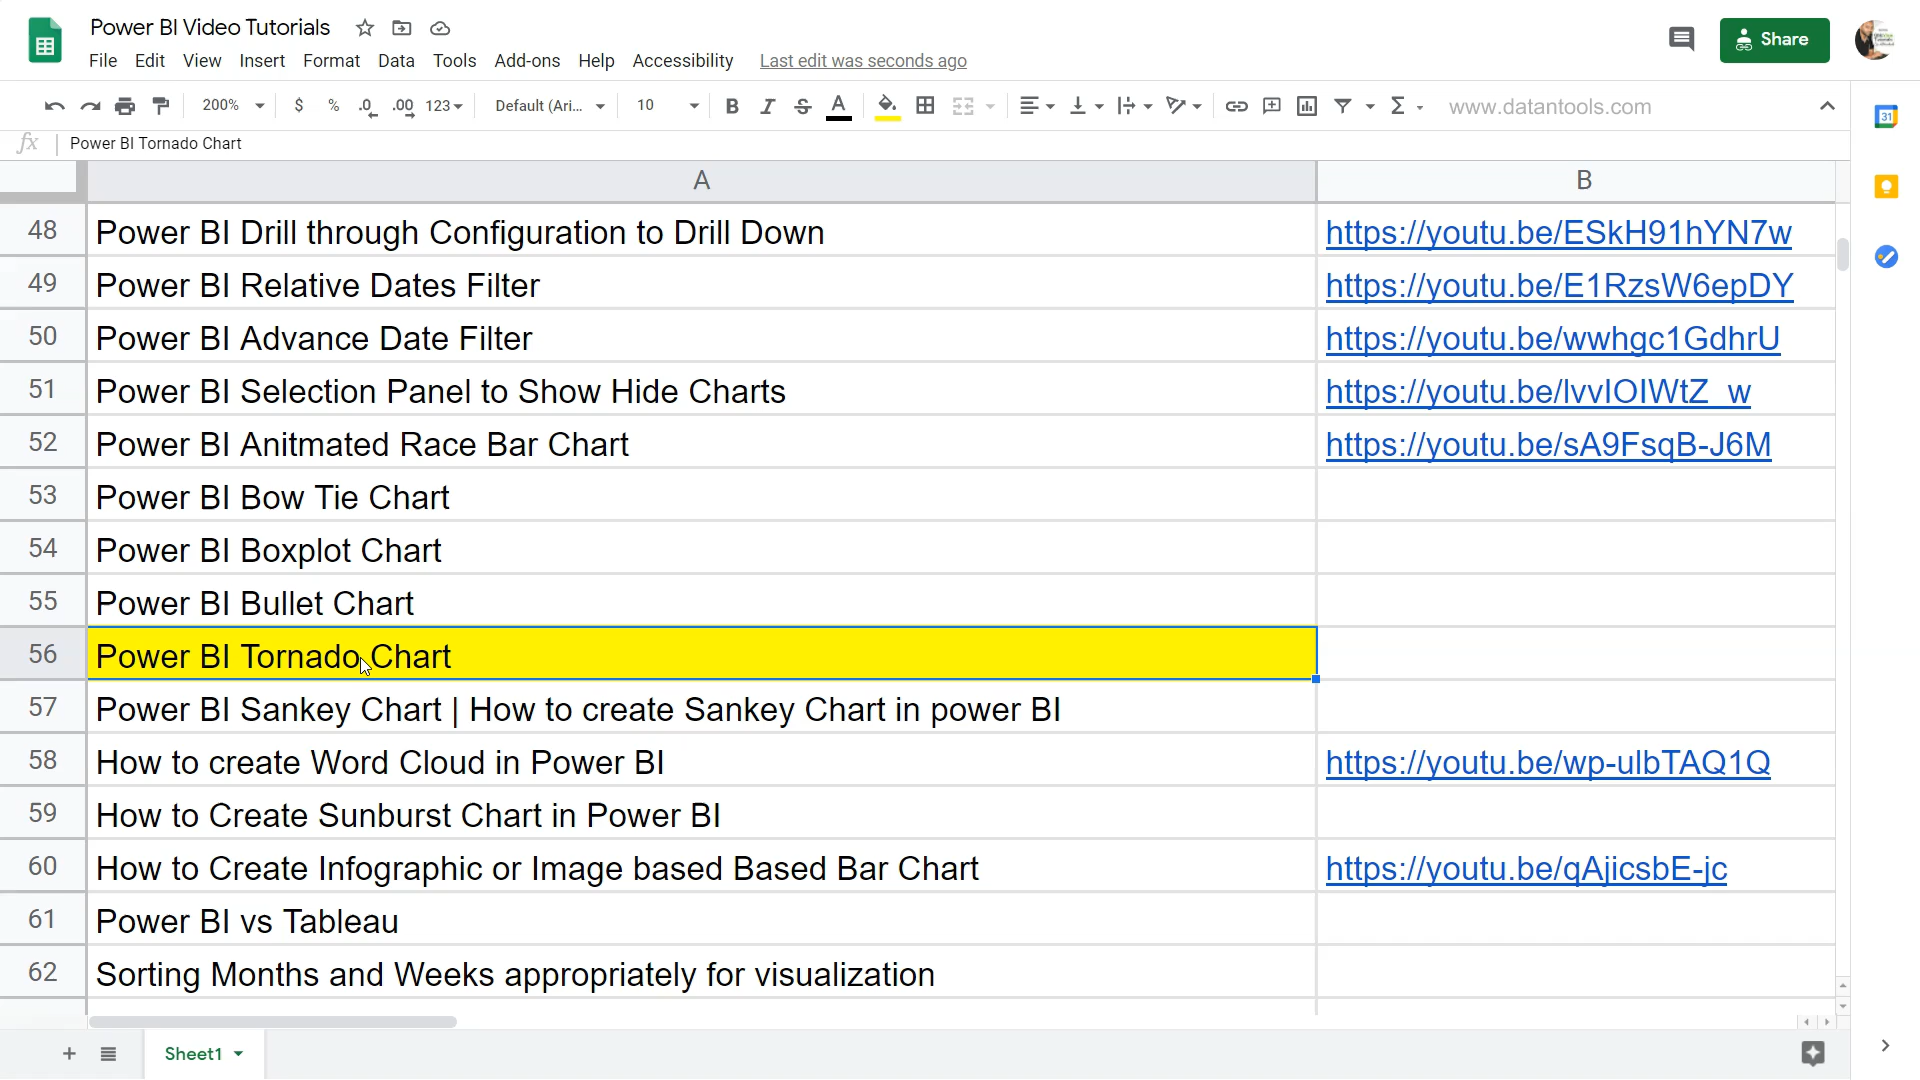 Power BI Video Tutorials
File Edit View Insert Format Data Tools Add-ons Help Accessibility Last edit was seconds ago
Share
200% $ % .0 .00 123 Default (Ari... 10 B I S A Σ www.datantools.com
31
fx Power BI Tornado Chart
A B
48 Power BI Drill through Configuration to Drill Down https://youtu.be/ESkH91hYN7w
49 Power BI Relative Dates Filter https://youtu.be/E1RzsW6epDY
50 Power BI Advance Date Filter https://youtu.be/wwhgc1GdhrU
51 Power BI Selection Panel to Show Hide Charts https://youtu.be/lvvIOIWtZ_w
52 Power BI Anitmated Race Bar Chart https://youtu.be/sA9FsqB-J6M
53 Power BI Bow Tie Chart
54 Power BI Boxplot Chart
55 Power BI Bullet Chart
56 Power BI Tornado Chart
57 Power BI Sankey Chart | How to create Sankey Chart in power BI
58 How to create Word Cloud in Power BI https://youtu.be/wp-ulbTAQ1Q
59 How to Create Sunburst Chart in Power BI
60 How to Create Infographic or Image based Based Bar Chart https://youtu.be/qAjicsbE-jc
61 Power BI vs Tableau
62 Sorting Months and Weeks appropriately for visualization
Sheet1